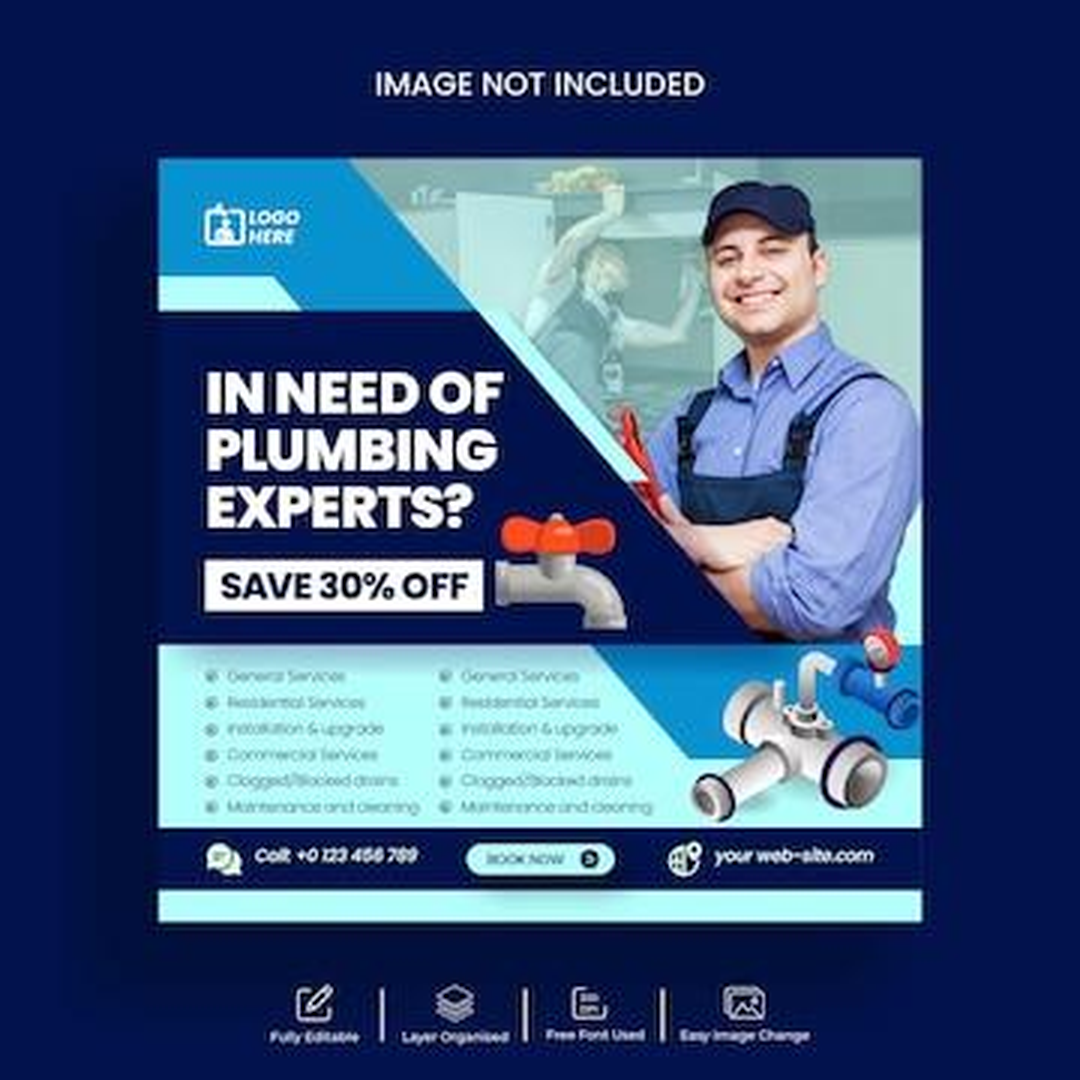 IMAGE NOT INCLUDED
LOGO
HERE
IN NEED OF
PLUMBING
EXPERTS?
SAVE 30% OFF
General Services
Residential Services
Installation & upgrade
Commercial Services
Clogged/Blocked drains
Maintenance and cleaning
General Services
Residential Services
Installation & upgrade
Commercial Services
Clogged/Blocked drains
Maintenance and cleaning
Call: +0 123 456 789
BOOK NOW
your web-site.com
Fully Editable
Layer Organised
Free Font Used
Easy Image Change